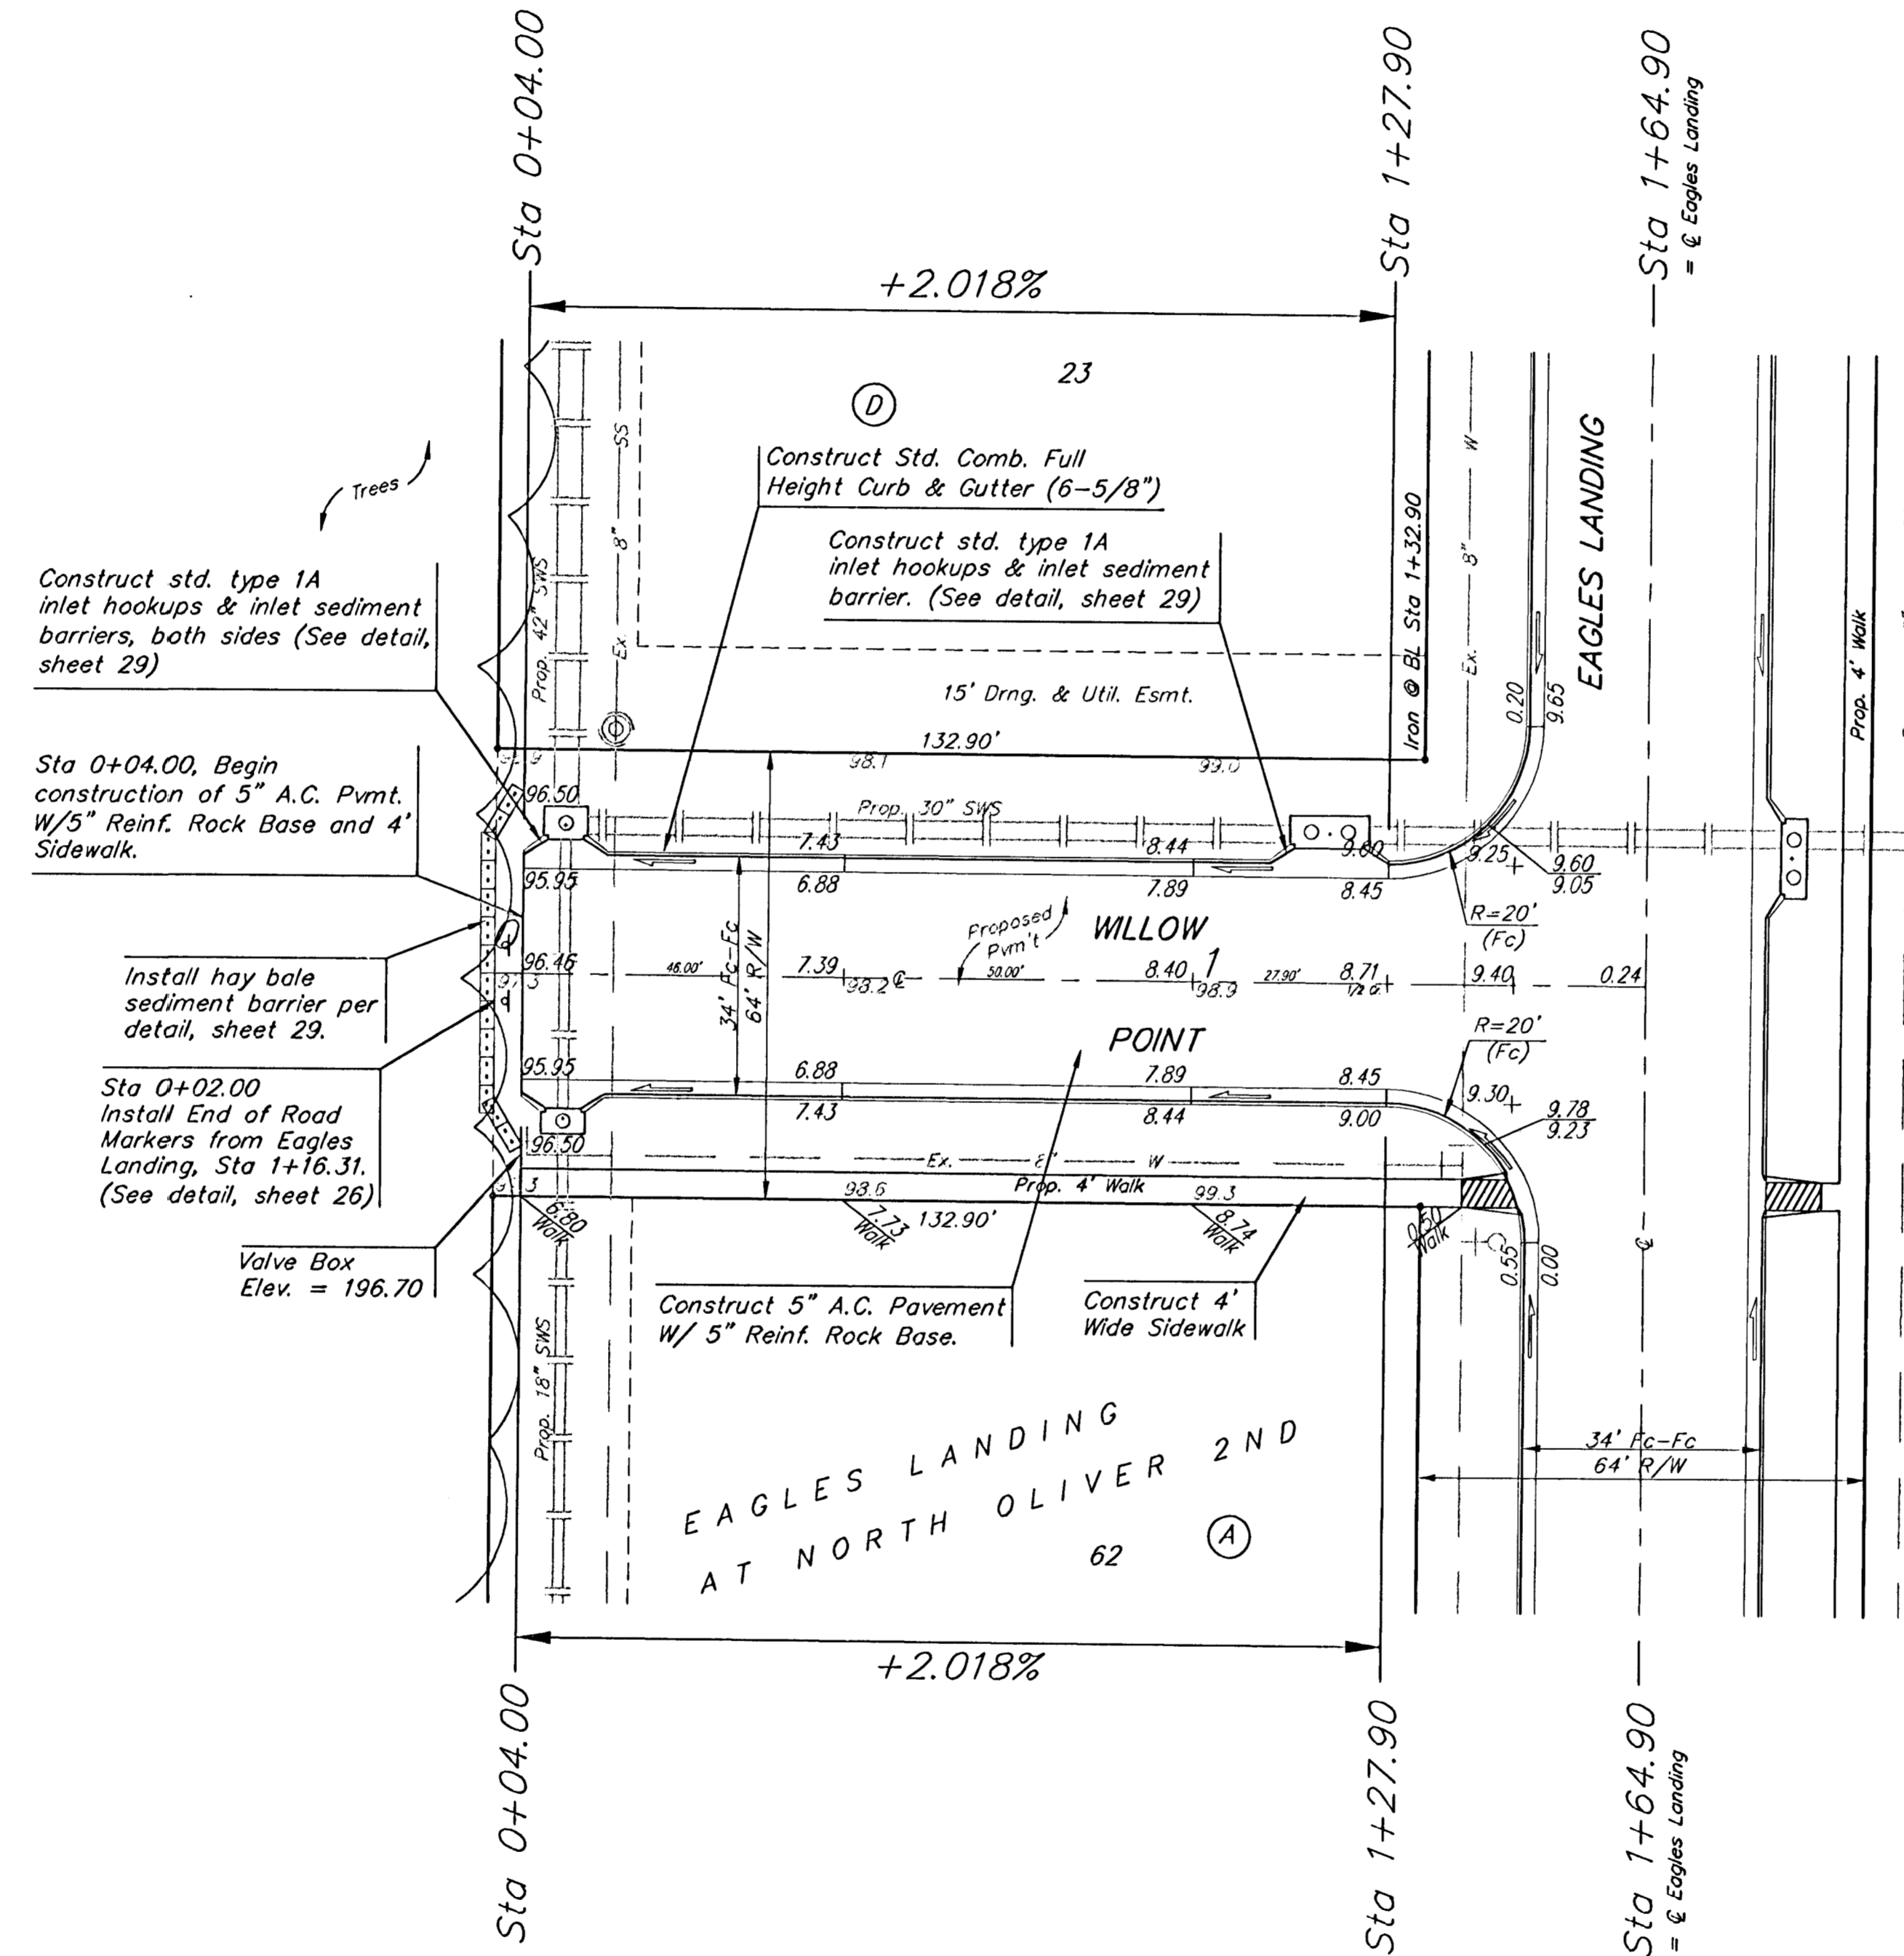 Sta 0+04.00
Sta 1+27.90
Sta 1+64.90
= ℄ Eagles Landing
+2.018%
23
D
Trees
Construct Std. Comb. Full
Height Curb & Gutter (6-5/8")
Construct std. type 1A
inlet hookups & inlet sediment
barrier. (See detail, sheet 29)
Construct std. type 1A
inlet hookups & inlet sediment
barriers, both sides (See detail,
sheet 29)
Prop. 42" SWS
Ex. 8" SS
Iron @ BL Sta 1+32.90
Ex. 8" W
EAGLES LANDING
Prop. 4' Walk
15' Drng. & Util. Esmt.
0.20
9.65
132.90'
98.1
99.0
Sta 0+04.00, Begin
construction of 5" A.C. Pvmt.
W/5" Reinf. Rock Base and 4'
Sidewalk.
96.50
Prop. 30" SWS
7.43
8.44
9.00
9.25
9.60
9.05
95.95
6.88
7.89
8.45
R=20'
(Fc)
Proposed
Pvm't
WILLOW
34' Fc-Fc
64' R/W
Install hay bale
sediment barrier per
detail, sheet 29.
96.46
97.3
46.00'
7.39
98.2 ℄
50.00'
8.40
1
98.9
27.90'
8.71
1/2 G.
9.40
0.24
POINT
R=20'
(Fc)
95.95
6.88
7.89
8.45
9.30
9.78
9.23
7.43
8.44
9.00
Sta 0+02.00
Install End of Road
Markers from Eagles
Landing, Sta 1+16.31.
(See detail, sheet 26)
96.50
Ex. 8" W
98.6
Prop. 4' Walk
99.3
6.80
Walk
7.73
Walk
132.90'
8.74
Walk
0.50
Walk
0.55
0.00
℄
Valve Box
Elev. = 196.70
Construct 5" A.C. Pavement
W/ 5" Reinf. Rock Base.
Construct 4'
Wide Sidewalk
Prop. 18" SWS
EAGLES LANDING
AT NORTH OLIVER 2ND
62
A
34' Fc-Fc
64' R/W
+2.018%
Sta 0+04.00
Sta 1+27.90
Sta 1+64.90
= ℄ Eagles Landing